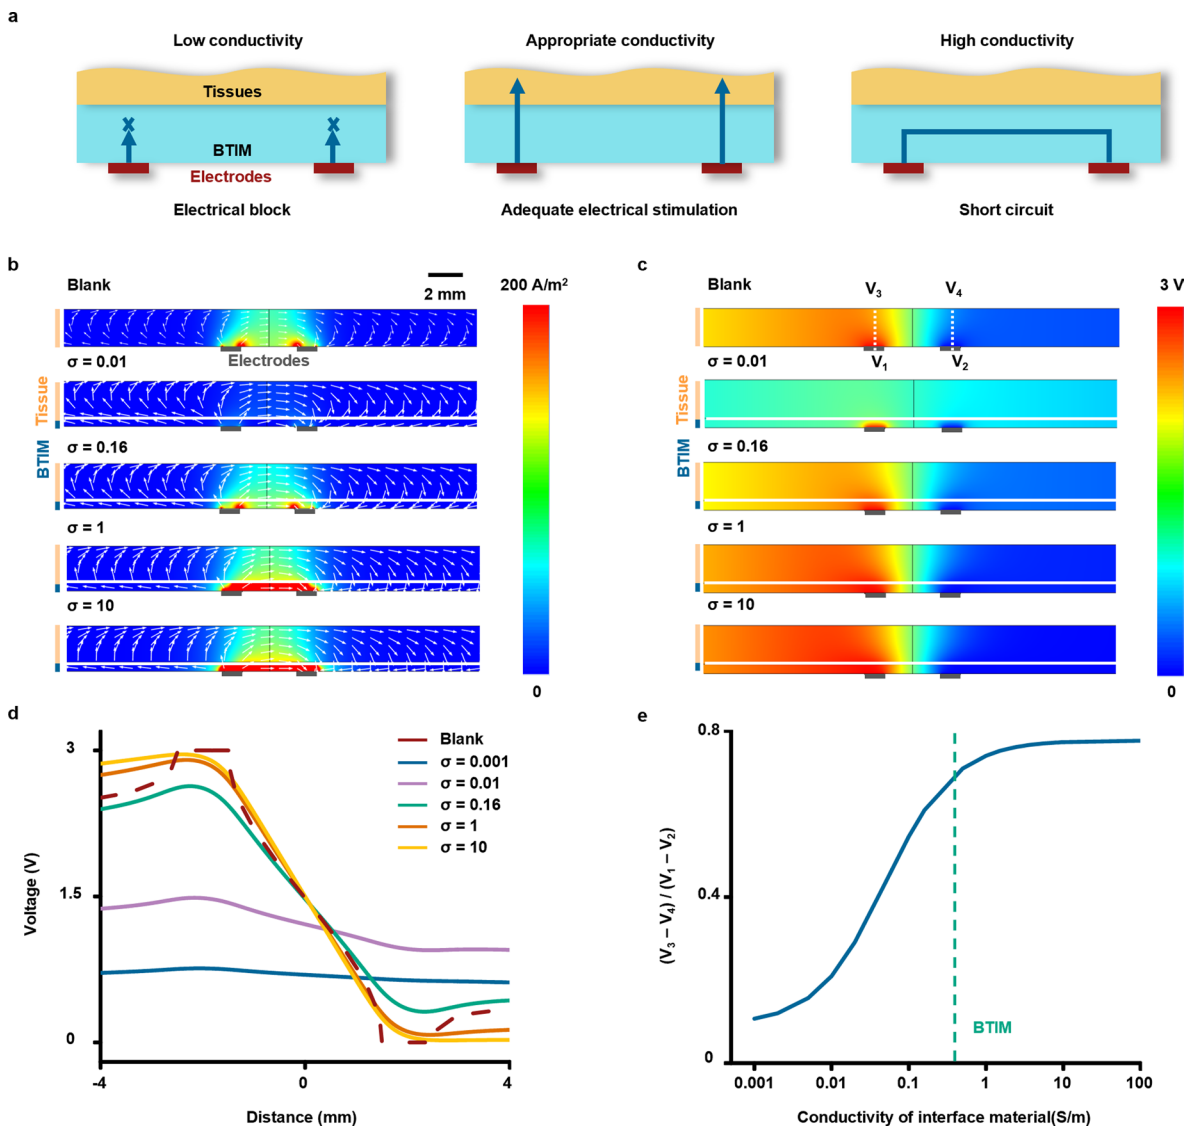 a
Low conductivity
Appropriate conductivity
High conductivity
Tissues
BTIM
Electrodes
Electrical block
Adequate electrical stimulation
Short circuit
b
Blank
2 mm
200 A/m²
Electrodes
σ = 0.01
σ = 0.16
σ = 1
σ = 10
Tissue
BTIM
0
c
Blank
V₃
V₄
3 V
V₁
V₂
σ = 0.01
σ = 0.16
σ = 1
σ = 10
Tissue
BTIM
0
d
Blank
σ = 0.001
σ = 0.01
σ = 0.16
σ = 1
σ = 10
Voltage (V)
3
1.5
0
-4
0
4
Distance (mm)
e
(V₃ – V₄) / (V₁ – V₂)
0.8
0.4
0
BTIM
0.001
0.01
0.1
1
10
100
Conductivity of interface material(S/m)